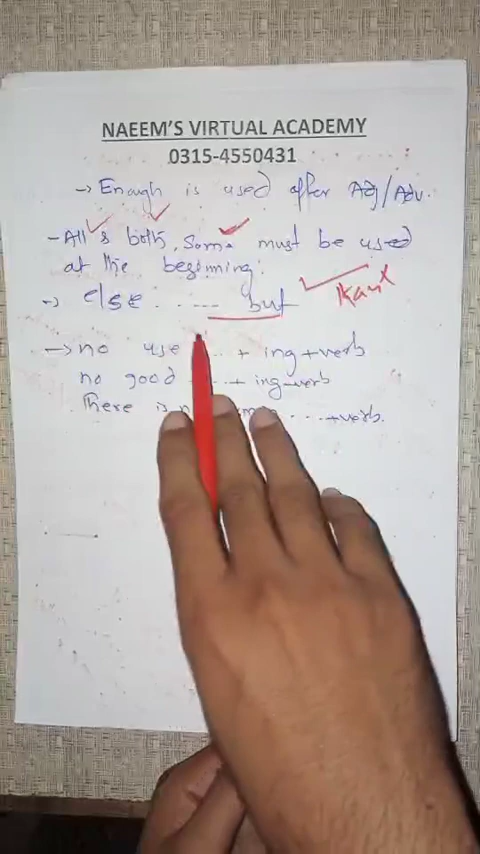 NAEEM'S VIRTUAL ACADEMY
0315-4550431
→ Enough is used after Adj/Adv.
- All & both, Some must be used
at the beginning.
→ else ........ but
→ no use ... + ing + verb
no good ... + ing + verb
There is ... + verb.